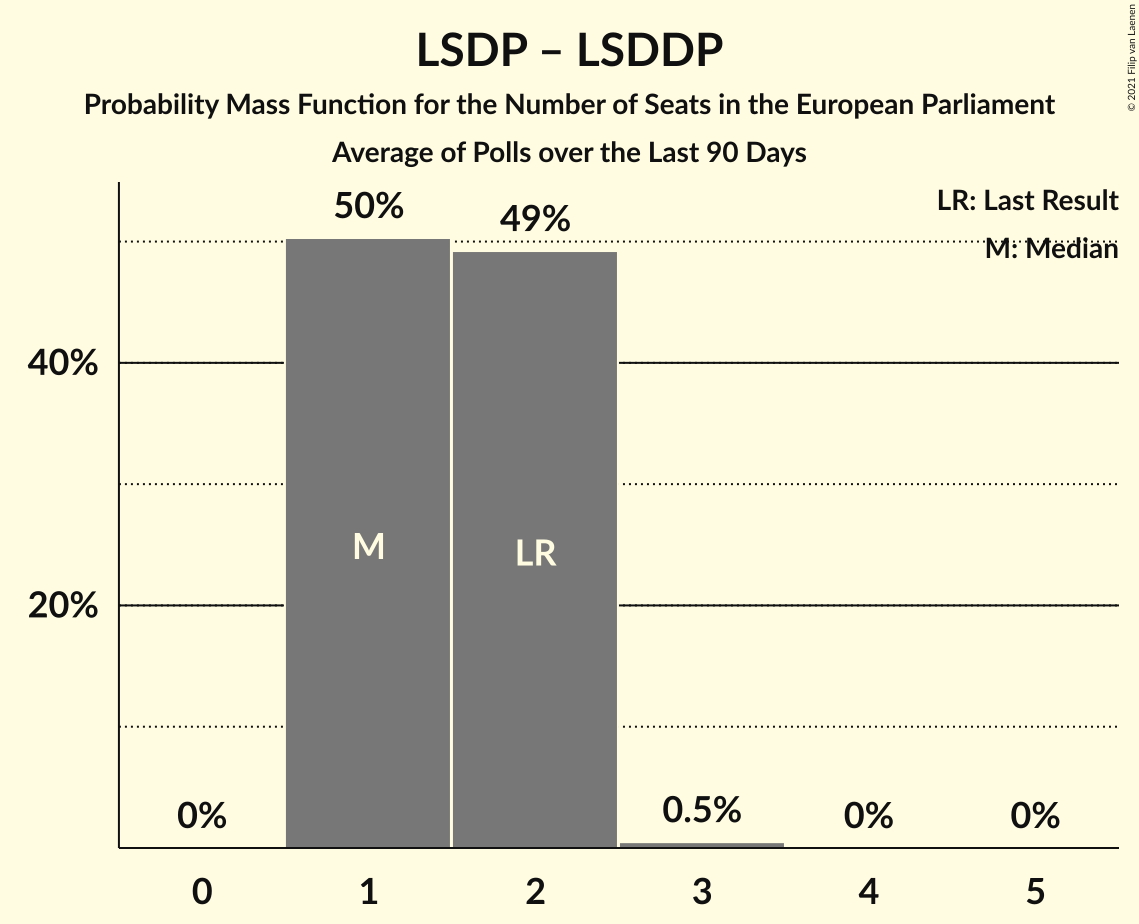 LSDP – LSDDP
Probability Mass Function for the Number of Seats in the European Parliament
Average of Polls over the Last 90 Days
© 2021 Filip van Laenen
LR: Last Result
M: Median
50%
49%
40%
M
LR
20%
0%
0.5%
0%
0%
0
1
2
3
4
5